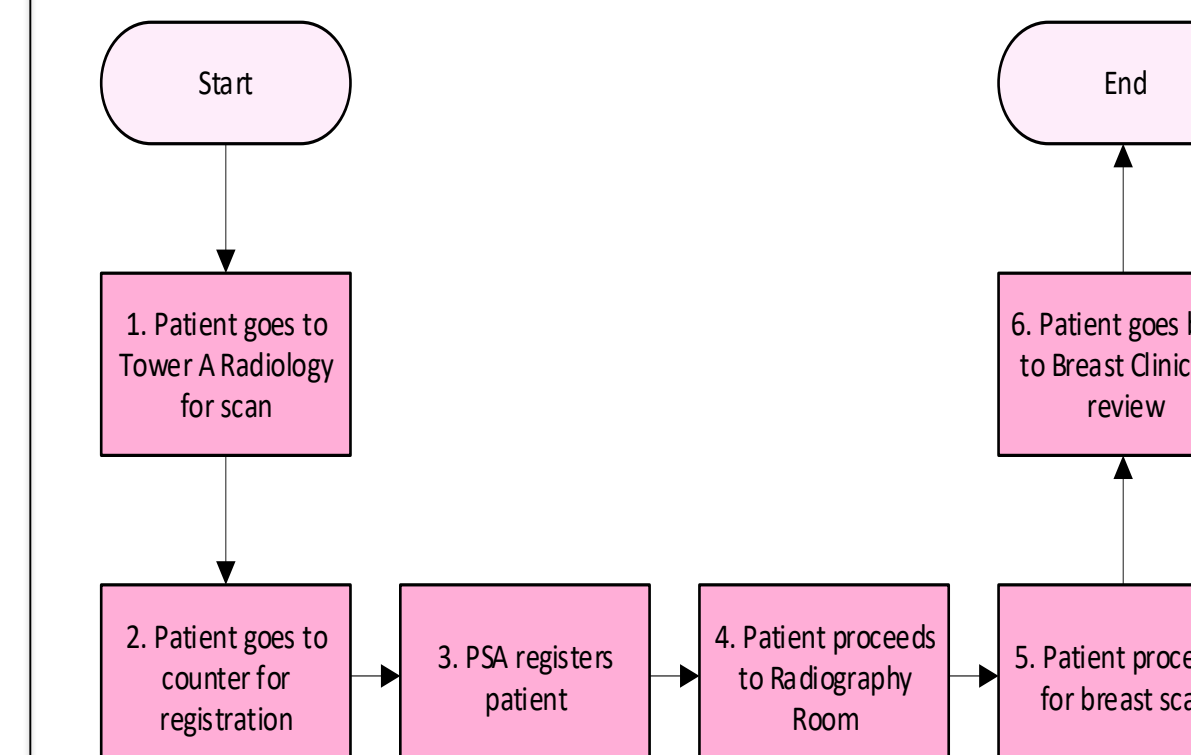 Start
End
1. Patient goes to
Tower A Radiology
for scan
6. Patient goes
to Breast Clinic
review
2. Patient goes to
counter for
registration
3. PSA registers
patient
4. Patient proceeds
to Radiography
Room
5. Patient
for breast